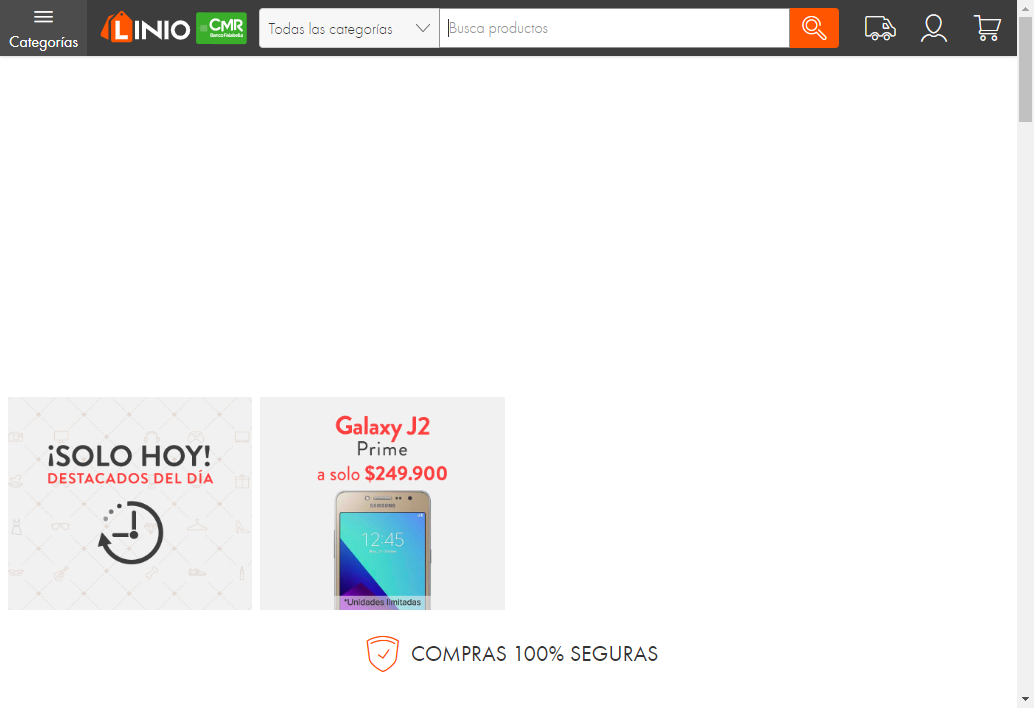 Categorías
LINIO
CMR
Banco Falabella
Todas las categorías
Busca productos
¡SOLO HOY!
DESTACADOS DEL DÍA
Galaxy J2
Prime
a solo $249.900
SAMSUNG
12:45
*Unidades limitadas
COMPRAS 100% SEGURAS